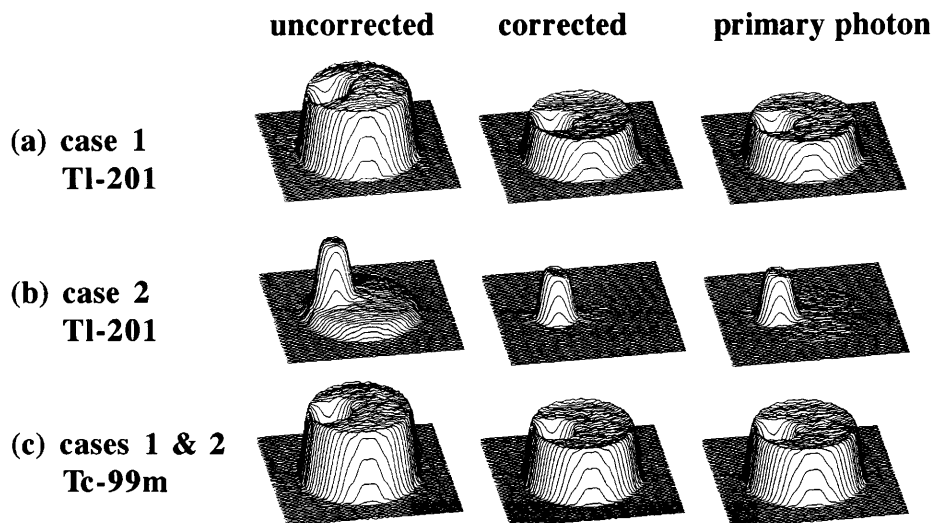 uncorrected corrected primary photon
(a) case 1
Tl-201
(b) case 2
Tl-201
(c) cases 1 & 2
Tc-99m